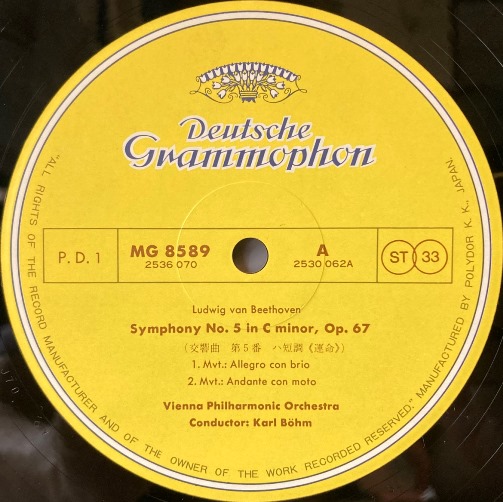 Deutsche
Grammophon
P. D. 1
MG 8589
2536 070
A
2530 062A
ST 33
Ludwig van Beethoven
Symphony No. 5 in C minor, Op. 67
(交響曲 第5番 ハ短調《運命》)
1. Mvt.: Allegro con brio
2. Mvt.: Andante con moto
Vienna Philharmonic Orchestra
Conductor: Karl Böhm
"ALL RIGHTS OF THE RECORD MANUFACTURER AND OF THE OWNER OF THE WORK RECORDED RESERVED." MANUFACTURED BY POLYDOR K. K., JAPAN.